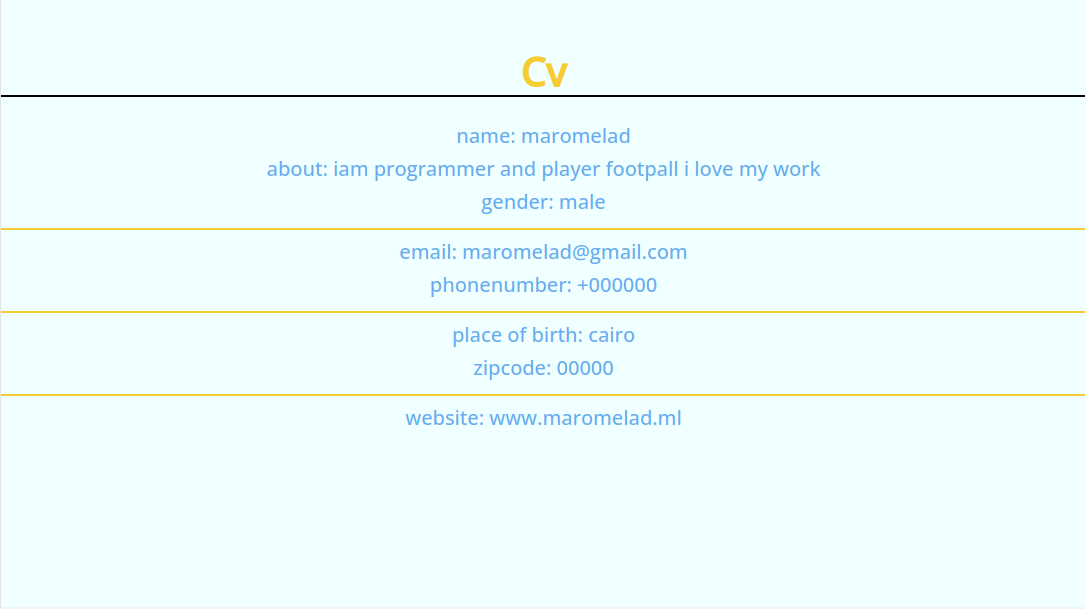 Cv
name: maromelad
about: iam programmer and player footpall i love my work
gender: male
email: maromelad@gmail.com
phonenumber: +000000
place of birth: cairo
zipcode: 00000
website: www.maromelad.ml